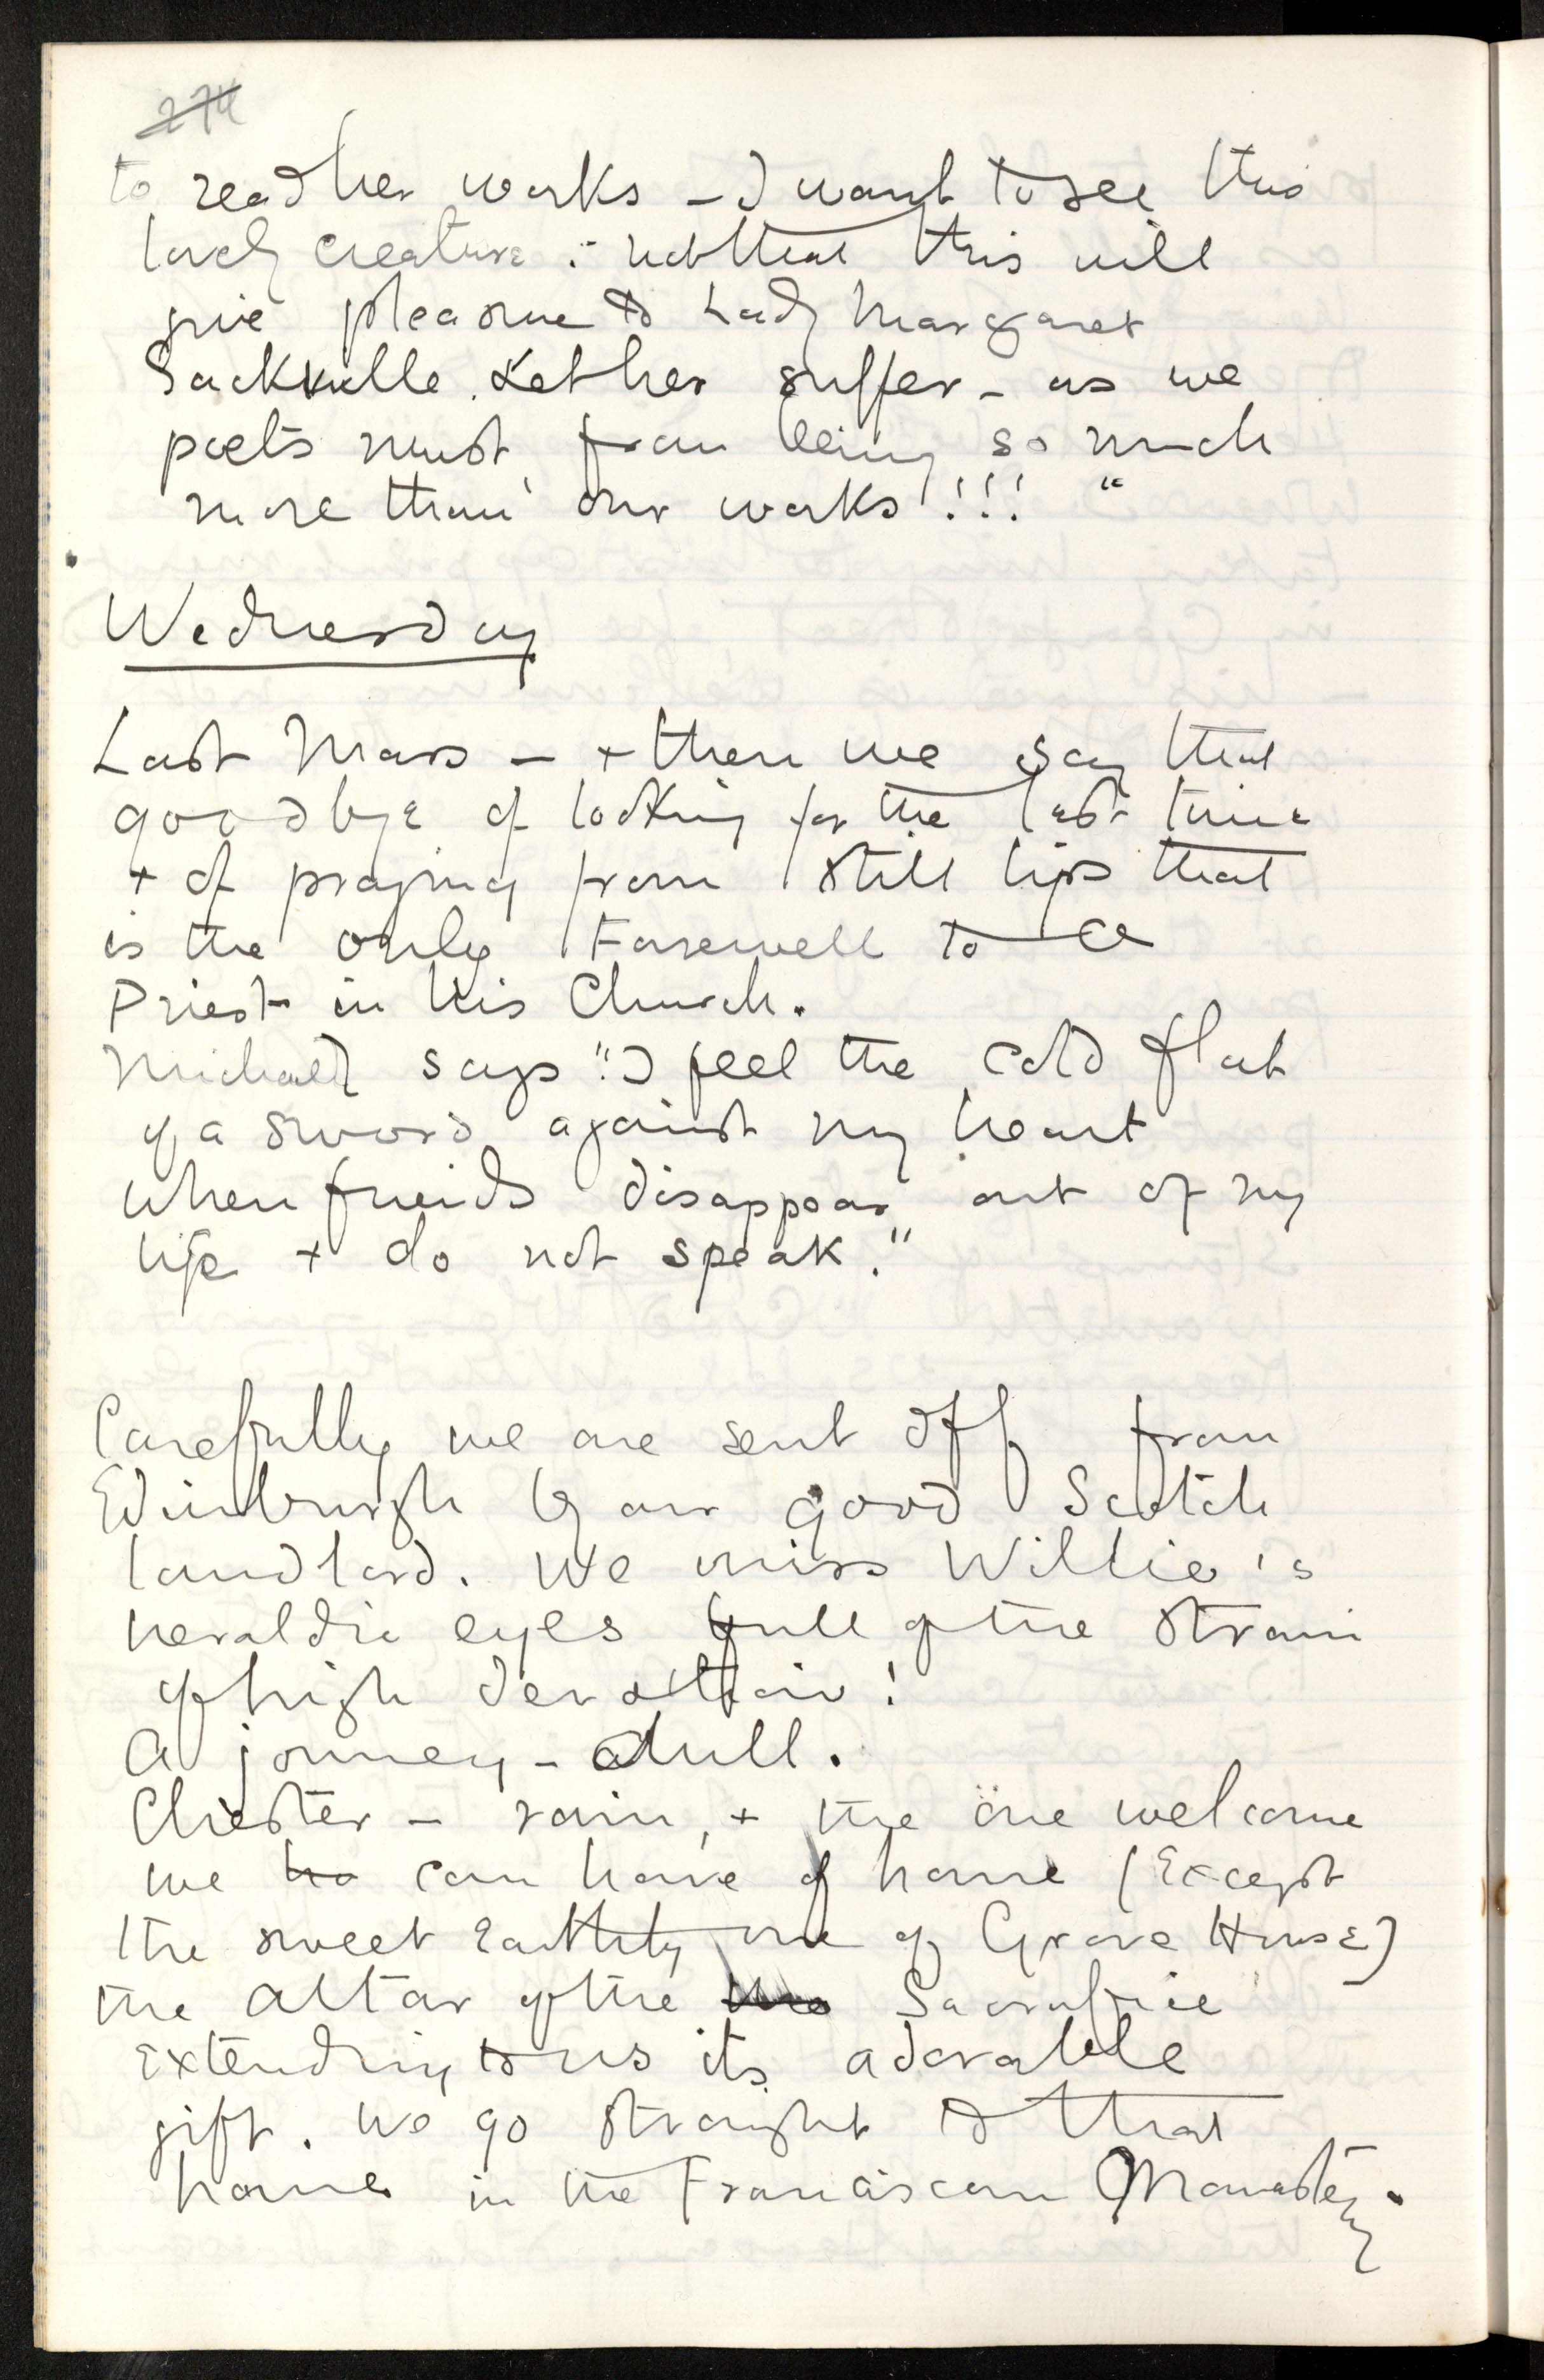 274
to read her works – I want to see this
lovely creature: not that this will
give pleasure to Lady Margaret
Sackville. Let her suffer – as we
poets must, from being so much
more than our works!!! "
Wednesday
Last Mass – + then we say that
goodbye of looking for the last time
+ of praying from still lips that
is the only Farewell to a
Priest in his Church.
Michael says "I feel the cold flat
of a sword against my heart
when friends disappear out of my
life + do not speak."
Carefully we are sent off from
Edinburgh by our good Scotch
landlord. We miss Willie's
heraldic eyes full of the strain
of high devotion!
A journey – dull.
Chester – rain, + the one welcome
we ha can have of home (Except
the sweet Earthly one of Grove House)
the altar of the the Sacrifice
extending to us its adorable
gift. We go straight to that
home in the Franciscan Monastery.